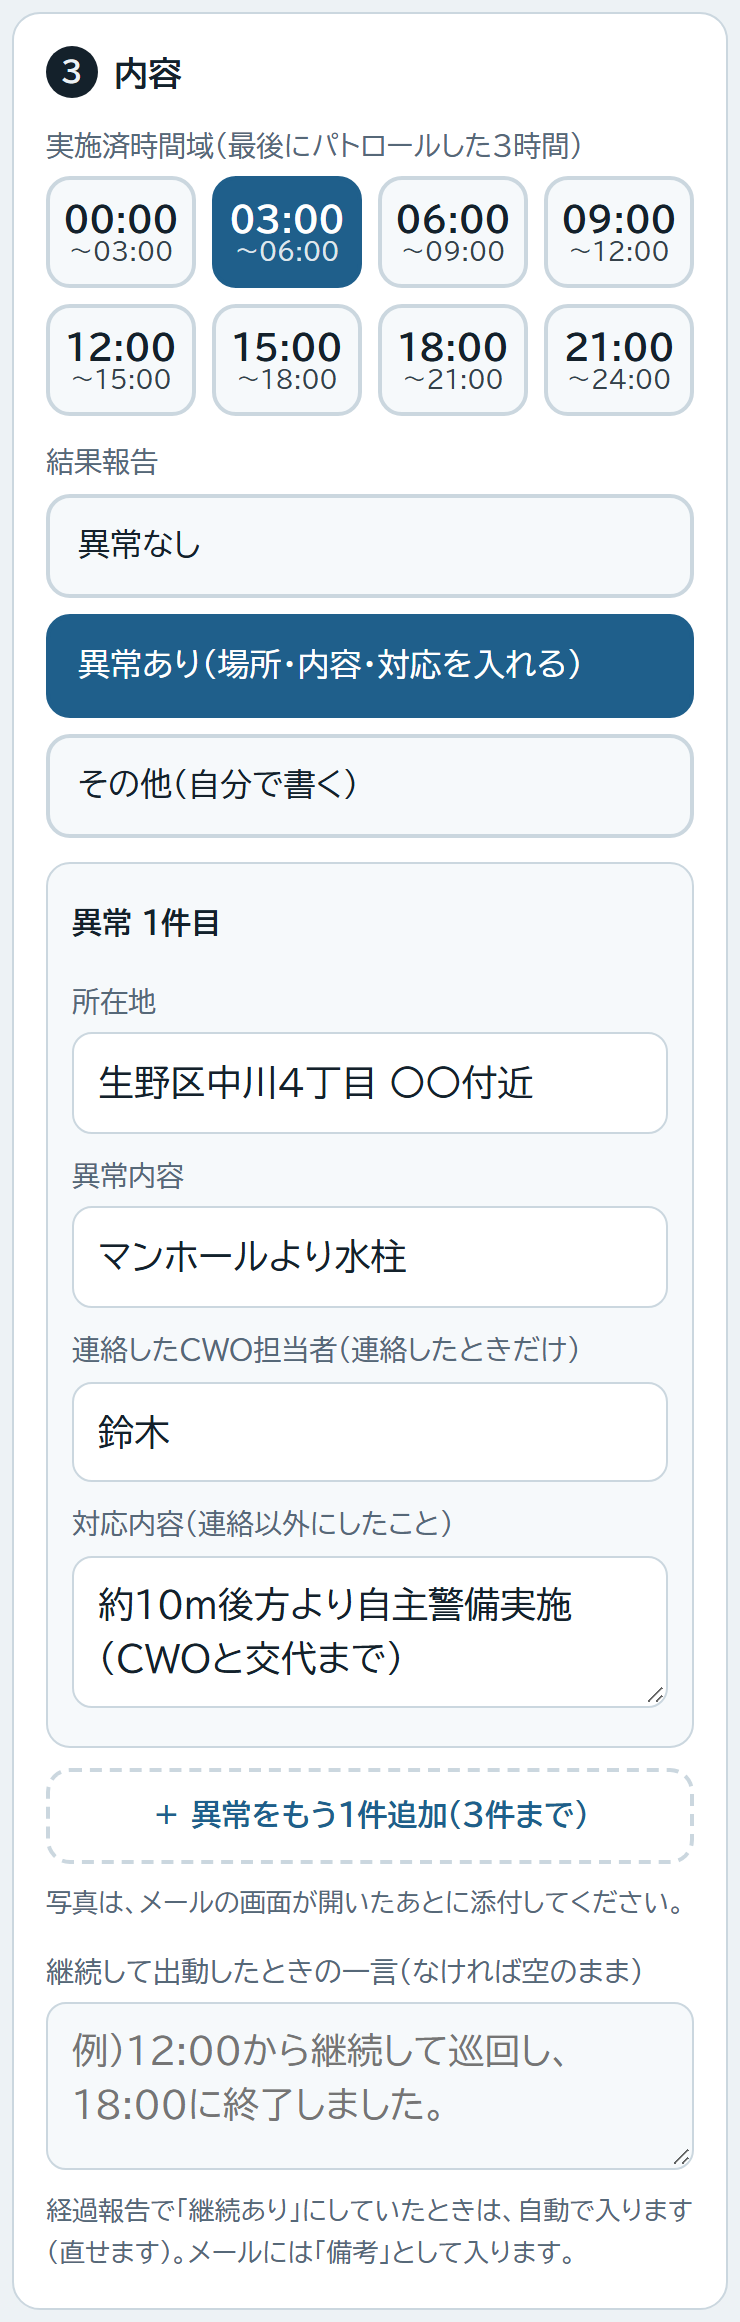 3 内容
実施済時間域（最後にパトロールした3時間）
00:00 03:00 06:00 09:00
～03:00 ～06:00 ～09:00 ～12:00
12:00 15:00 18:00 21:00
～15:00 ～18:00 ～21:00 ～24:00
結果報告
異常なし
異常あり（場所・内容・対応を入れる）
その他（自分で書く）
異常 1件目
所在地
生野区中川4丁目 〇〇付近
異常内容
マンホールより水柱
連絡したCWO担当者（連絡したときだけ）
鈴木
対応内容（連絡以外にしたこと）
約10m後方より自主警備実施
（CWOと交代まで）
＋ 異常をもう1件追加（3件まで）
写真は、メールの画面が開いたあとに添付してください。
継続して出動したときの一言（なければ空のまま）
例）12:00から継続して巡回し、
18:00に終了しました。
経過報告で「継続あり」にしていたときは、自動で入ります
（直せます）。メールには「備考」として入ります。